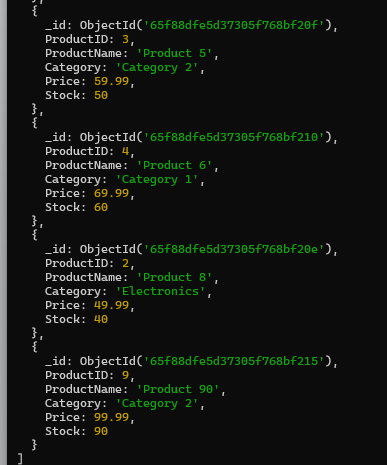 },
{
_id: ObjectId('65f88dfe5d37305f768bf20f'),
ProductID: 3,
ProductName: 'Product 5',
Category: 'Category 2',
Price: 59.99,
Stock: 50
},
{
_id: ObjectId('65f88dfe5d37305f768bf210'),
ProductID: 4,
ProductName: 'Product 6',
Category: 'Category 1',
Price: 69.99,
Stock: 60
},
{
_id: ObjectId('65f88dfe5d37305f768bf20e'),
ProductID: 2,
ProductName: 'Product 8',
Category: 'Electronics',
Price: 49.99,
Stock: 40
},
{
_id: ObjectId('65f88dfe5d37305f768bf215'),
ProductID: 9,
ProductName: 'Product 90',
Category: 'Category 2',
Price: 99.99,
Stock: 90
}
]